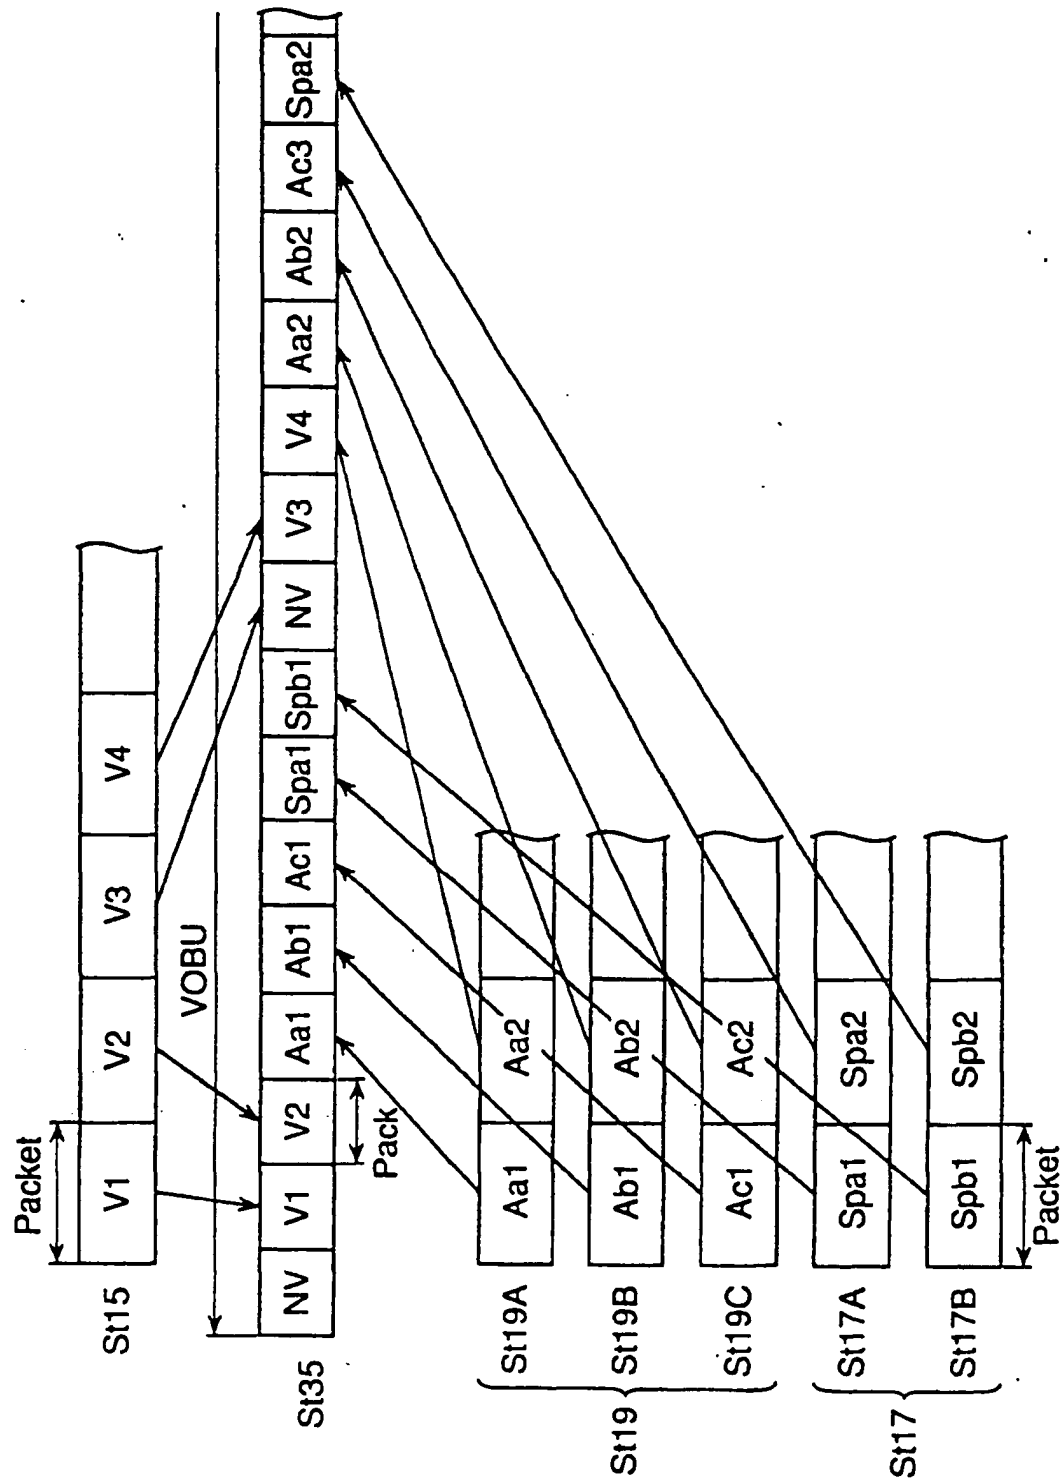 Packet
St15 V1 V2 V3 V4
VOBU
St35 NV V1 V2 Aa1 Ab1 Ac1 Spa1 Spb1 NV V3 V4 Aa2 Ab2 Ac3 Spa2
Pack
St19
St19A Aa1 Aa2
St19B Ab1 Ab2
St19C Ac1 Ac2
St17
St17A Spa1 Spa2
St17B Spb1 Spb2
Packet